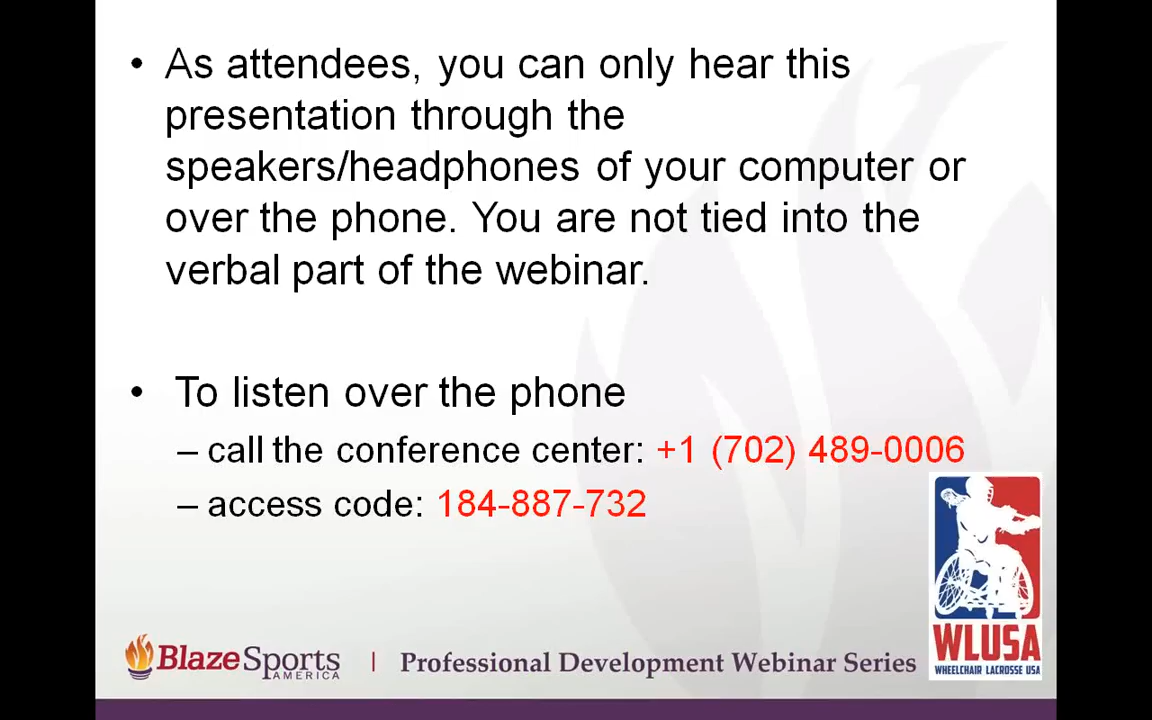 • As attendees, you can only hear this
presentation through the
speakers/headphones of your computer or
over the phone. You are not tied into the
verbal part of the webinar.
• To listen over the phone
– call the conference center: +1 (702) 489-0006
– access code: 184-887-732
BlazeSports
AMERICA
| Professional Development Webinar Series
WLUSA
WHEELCHAIR LACROSSE USA